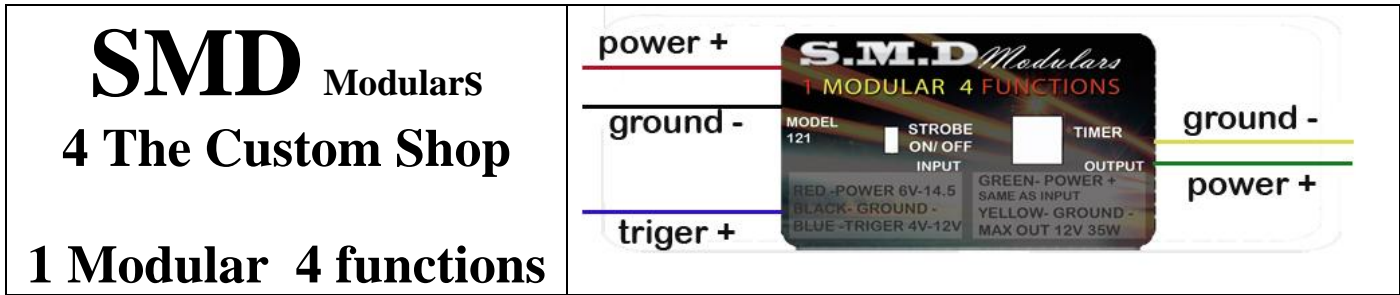 SMD Modulars
4 The Custom Shop
1 Modular 4 functions
power +
ground -
triger +
S.M.D Modulars
1 MODULAR 4 FUNCTIONS
MODEL
121
STROBE
ON/ OFF
INPUT
TIMER
OUTPUT
RED -POWER 6V-14.5
BLACK- GROUND -
BLUE -TRIGER 4V-12V
GREEN- POWER +
SAME AS INPUT
YELLOW- GROUND -
MAX OUT 12V 35W
ground -
power +